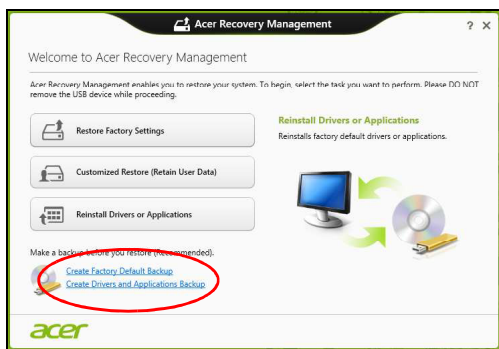 Acer Recovery Management
? X
Welcome to Acer Recovery Management
Acer Recovery Management enables you to restore your system. To begin, select the task you want to perform. Please DO NOT
remove the USB device while proceeding.
Restore Factory Settings
Customized Restore (Retain User Data)
Reinstall Drivers or Applications
Reinstall Drivers or Applications
Reinstalls factory default drivers or applications.
Make a backup before you restore (Recommended).
Create Factory Default Backup
Create Drivers and Applications Backup
acer